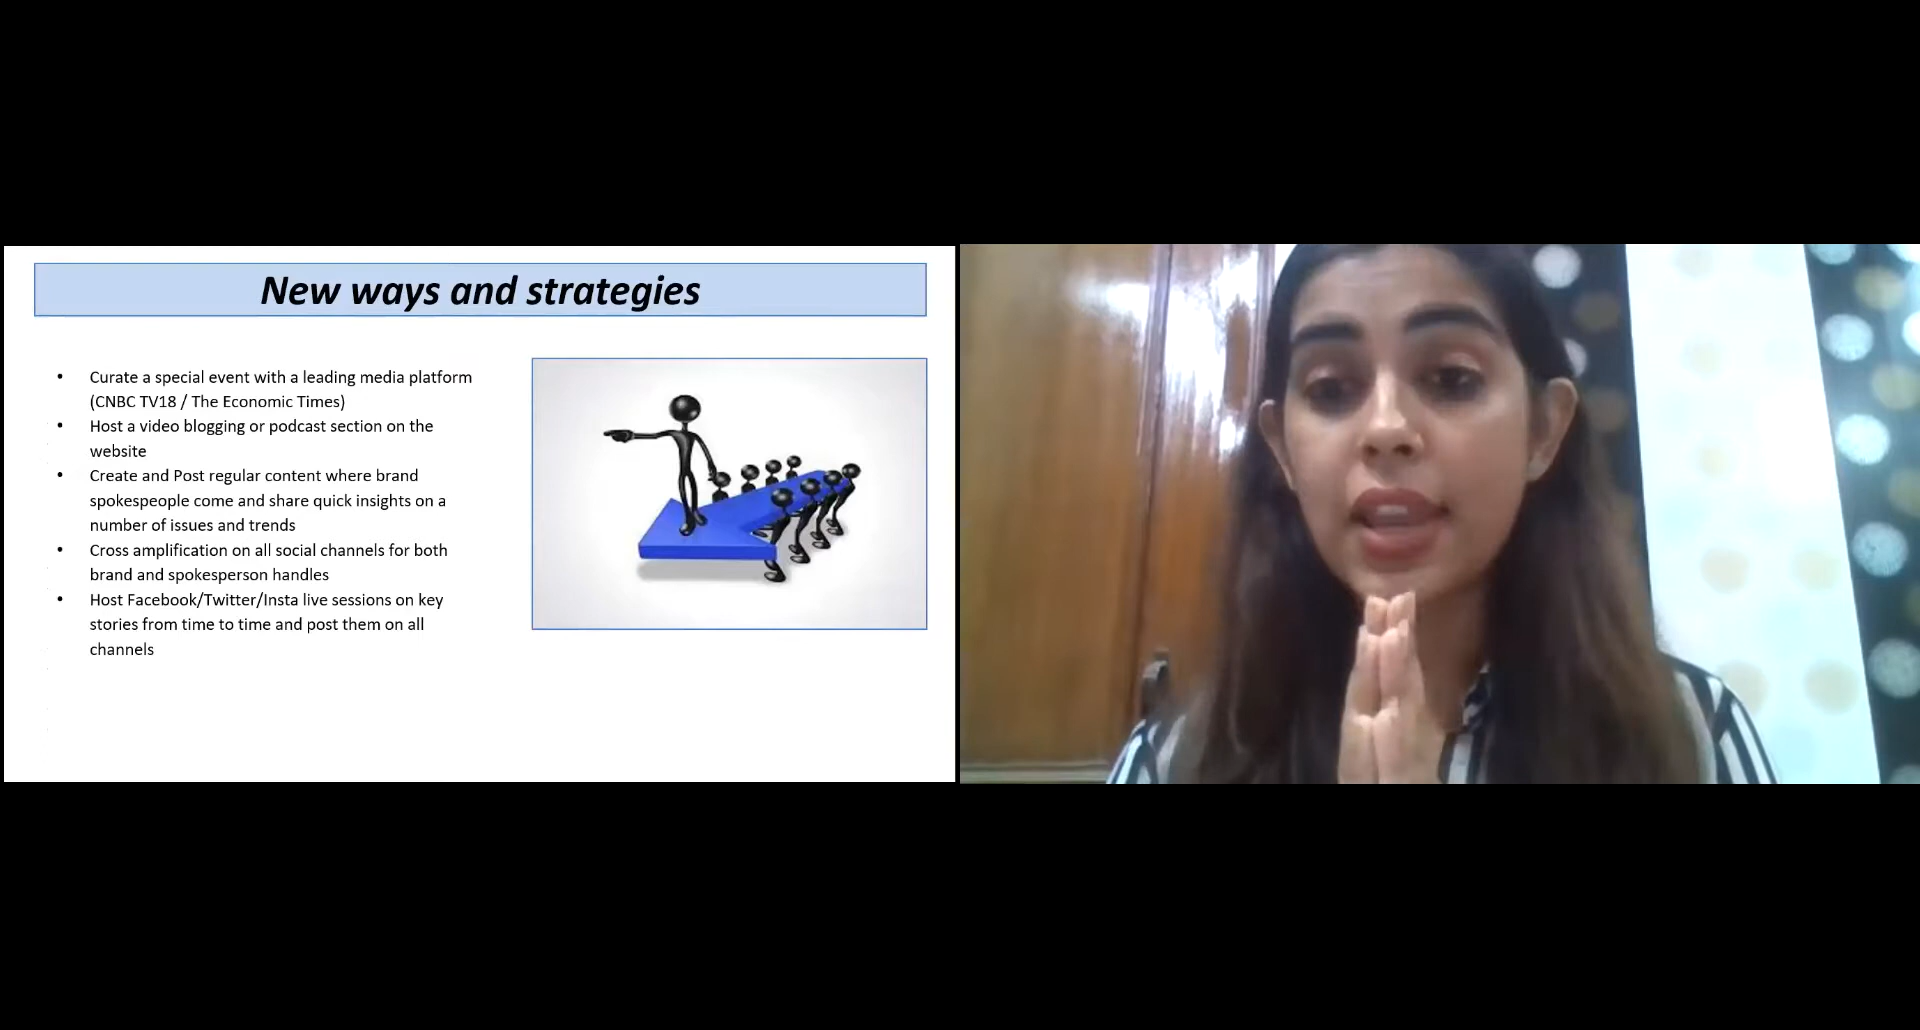 New ways and strategies
• Curate a special event with a leading media platform
(CNBC TV18 / The Economic Times)
• Host a video blogging or podcast section on the
website
• Create and Post regular content where brand
spokespeople come and share quick insights on a
number of issues and trends
• Cross amplification on all social channels for both
brand and spokesperson handles
• Host Facebook/Twitter/Insta live sessions on key
stories from time to time and post them on all
channels